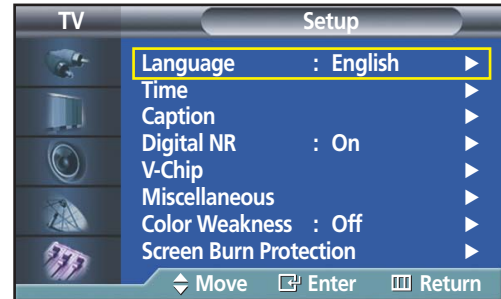 TV Setup
Language : English
Time
Caption
Digital NR : On
V-Chip
Miscellaneous
Color Weakness : Off
Screen Burn Protection
Move Enter Return